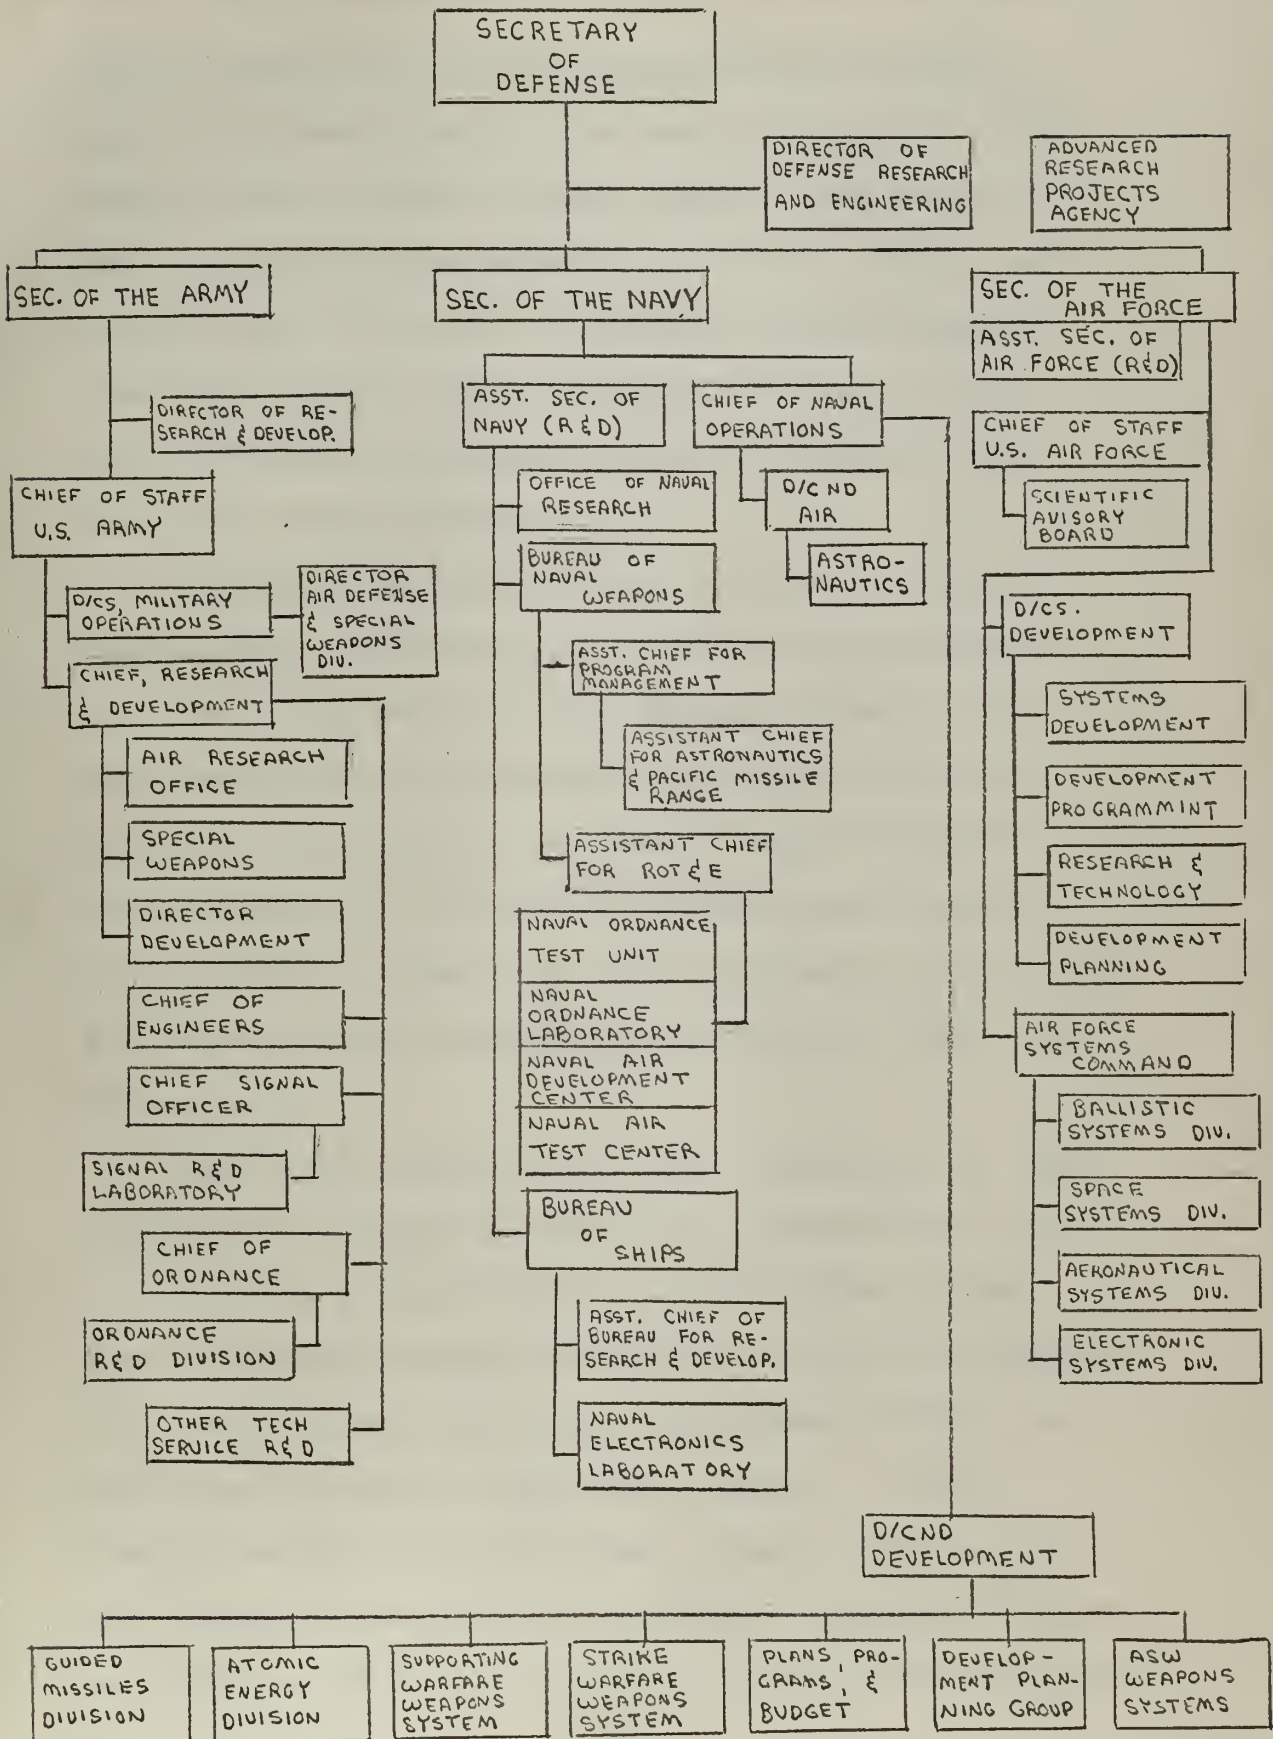 SECRETARY
OF
DEFENSE
DIRECTOR OF
DEFENSE RESEARCH
AND ENGINEERING
ADVANCED
RESEARCH
PROJECTS
AGENCY
SEC. OF THE ARMY
SEC. OF THE NAVY
SEC. OF THE
AIR FORCE
ASST. SEC. OF
AIR FORCE (R&D)
DIRECTOR OF RE-
SEARCH & DEVELOP.
CHIEF OF STAFF
U.S. ARMY
D/CS, MILITARY
OPERATIONS
DIRECTOR
AIR DEFENSE
& SPECIAL
WEAPONS
DIV.
CHIEF, RESEARCH
& DEVELOPMENT
AIR RESEARCH
OFFICE
SPECIAL
WEAPONS
DIRECTOR
DEVELOPMENT
CHIEF OF
ENGINEERS
CHIEF SIGNAL
OFFICER
SIGNAL R&D
LABORATORY
CHIEF OF
ORDNANCE
ORDNANCE
R&D DIVISION
OTHER TECH
SERVICE R&D
ASST. SEC. OF
NAVY (R&D)
CHIEF OF NAVAL
OPERATIONS
OFFICE OF NAVAL
RESEARCH
D/CND
AIR
ASTRO-
NAUTICS
BUREAU OF
NAVAL
WEAPONS
ASST. CHIEF FOR
PROGRAM
MANAGEMENT
ASSISTANT CHIEF
FOR ASTRONAUTICS
& PACIFIC MISSILE
RANGE
ASSISTANT CHIEF
FOR ROT & E
NAVAL ORDNANCE
TEST UNIT
NAVAL
ORDNANCE
LABORATORY
NAVAL AIR
DEVELOPMENT
CENTER
NAVAL AIR
TEST CENTER
BUREAU
OF
SHIPS
ASST. CHIEF OF
BUREAU FOR RE-
SEARCH & DEVELOP.
NAVAL
ELECTRONICS
LABORATORY
CHIEF OF STAFF
U.S. AIR FORCE
SCIENTIFIC
AVISORY
BOARD
D/CS.
DEVELOPMENT
SYSTEMS
DEVELOPMENT
DEVELOPMENT
PROGRAMMINT
RESEARCH &
TECHNOLOGY
DEVELOPMENT
PLANNING
AIR FORCE
SYSTEMS
COMMAND
BALLISTIC
SYSTEMS DIV.
SPACE
SYSTEMS DIV.
AERONAUTICAL
SYSTEMS DIV.
ELECTRONIC
SYSTEMS DIV.
D/CND
DEVELOPMENT
GUIDED
MISSILES
DIVISION
ATOMIC
ENERGY
DIVISION
SUPPORTING
WARFARE
WEAPONS
SYSTEM
STRIKE
WARFARE
WEAPONS
SYSTEM
PLANS, PRO-
GRAMS, &
BUDGET
DEVELOP-
MENT PLAN-
NING GROUP
ASW
WEAPONS
SYSTEMS